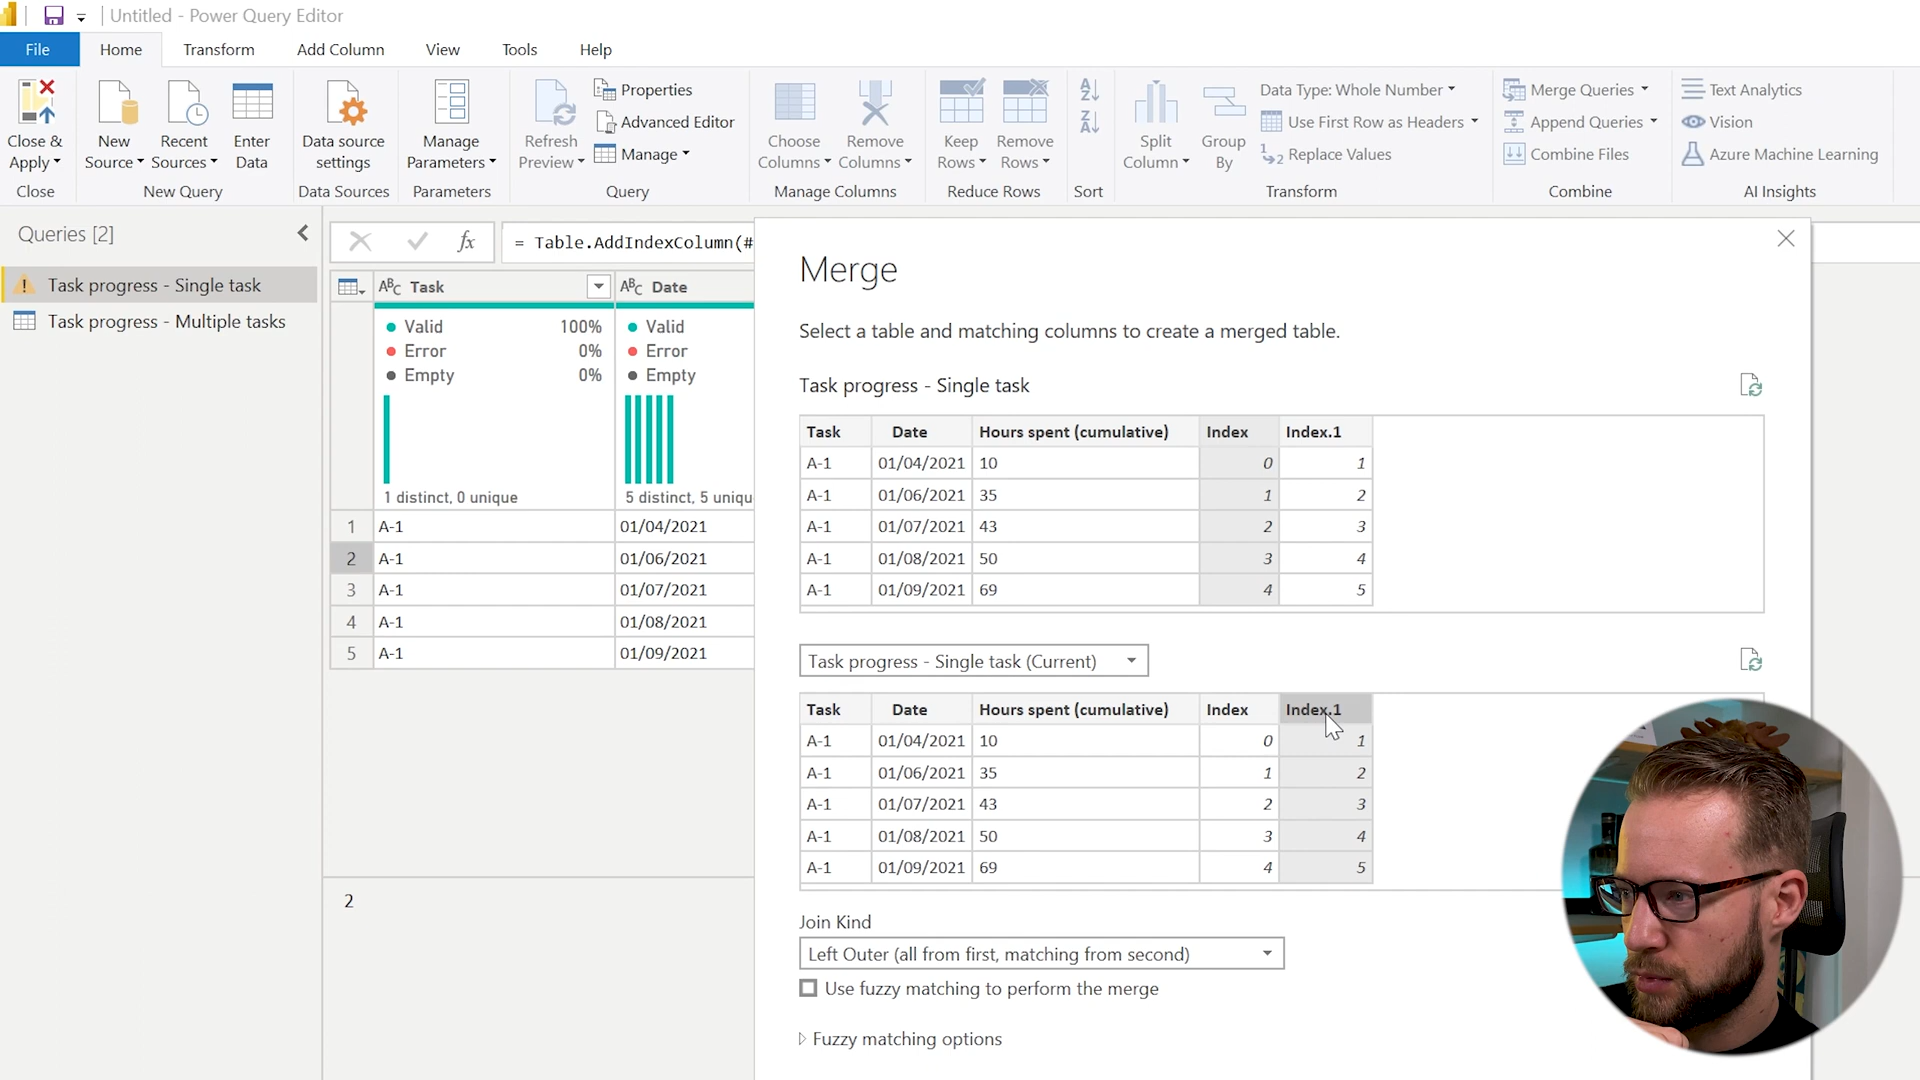 Untitled - Power Query Editor
File Home Transform Add Column View Tools Help
Close & Apply
New Source
Recent Sources
Enter Data
Data source settings
Manage Parameters
Refresh Preview
Properties
Advanced Editor
Manage
Choose Columns
Remove Columns
Keep Rows
Remove Rows
Split Column
Group By
Data Type: Whole Number
Use First Row as Headers
Replace Values
Merge Queries
Append Queries
Combine Files
Text Analytics
Vision
Azure Machine Learning
Close New Query Data Sources Parameters Query Manage Columns Reduce Rows Sort Transform Combine AI Insights
Queries [2]
Task progress - Single task
Task progress - Multiple tasks
fx = Table.AddIndexColumn(#
ABC Task ABC Date
Valid 100% Valid
Error 0% Error
Empty 0% Empty
1 distinct, 0 unique 5 distinct, 5 uniqu
1 A-1 01/04/2021
2 A-1 01/06/2021
3 A-1 01/07/2021
4 A-1 01/08/2021
5 A-1 01/09/2021
2
Merge
Select a table and matching columns to create a merged table.
Task progress - Single task
Task Date Hours spent (cumulative) Index Index.1
A-1 01/04/2021 10 0 1
A-1 01/06/2021 35 1 2
A-1 01/07/2021 43 2 3
A-1 01/08/2021 50 3 4
A-1 01/09/2021 69 4 5
Task progress - Single task (Current)
Task Date Hours spent (cumulative) Index Index.1
A-1 01/04/2021 10 0 1
A-1 01/06/2021 35 1 2
A-1 01/07/2021 43 2 3
A-1 01/08/2021 50 3 4
A-1 01/09/2021 69 4 5
Join Kind
Left Outer (all from first, matching from second)
Use fuzzy matching to perform the merge
Fuzzy matching options